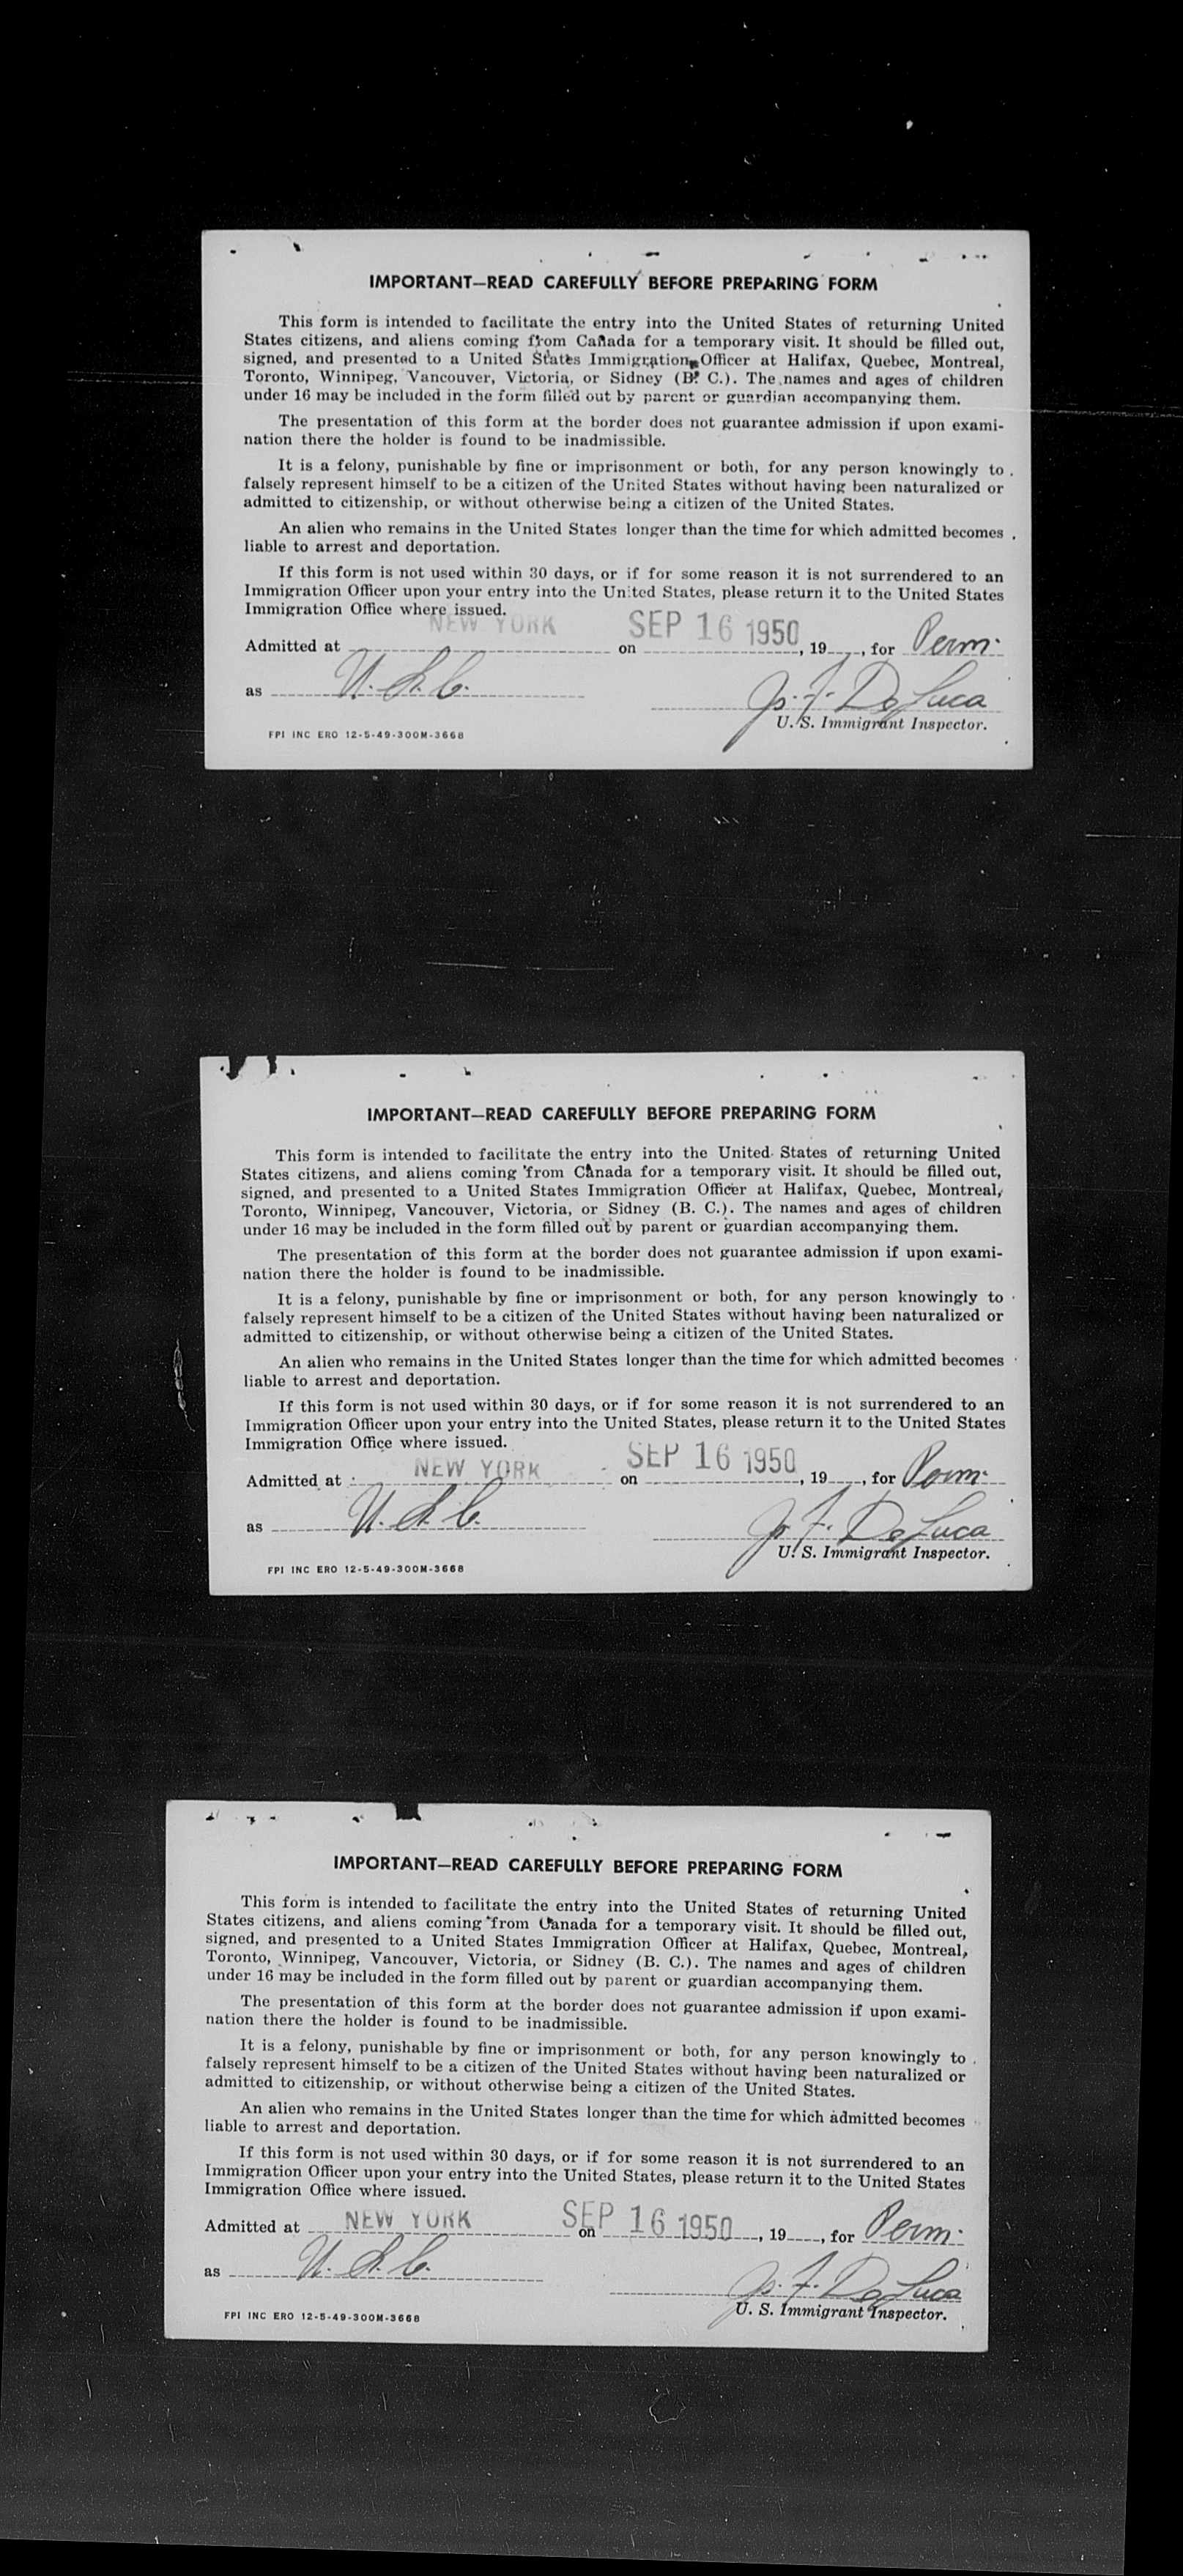 IMPORTANT—READ CAREFULLY BEFORE PREPARING FORM
This form is intended to facilitate the entry into the United States of returning United
States citizens, and aliens coming from Canada for a temporary visit. It should be filled out,
signed, and presented to a United States Immigration Officer at Halifax, Quebec, Montreal,
Toronto, Winnipeg, Vancouver, Victoria, or Sidney (B. C.). The names and ages of children
under 16 may be included in the form filled out by parent or guardian accompanying them.
The presentation of this form at the border does not guarantee admission if upon exami-
nation there the holder is found to be inadmissible.
It is a felony, punishable by fine or imprisonment or both, for any person knowingly to
falsely represent himself to be a citizen of the United States without having been naturalized or
admitted to citizenship, or without otherwise being a citizen of the United States.
An alien who remains in the United States longer than the time for which admitted becomes
liable to arrest and deportation.
If this form is not used within 30 days, or if for some reason it is not surrendered to an
Immigration Officer upon your entry into the United States, please return it to the United States
Immigration Office where issued.
Admitted at NEW YORK on SEP 16 1950, 19, for Perm.
as U.S.C. J. F. DeLuca
U. S. Immigrant Inspector.
FPI INC ERO 12-5-49-300M-3668
IMPORTANT—READ CAREFULLY BEFORE PREPARING FORM
This form is intended to facilitate the entry into the United States of returning United
States citizens, and aliens coming from Canada for a temporary visit. It should be filled out,
signed, and presented to a United States Immigration Officer at Halifax, Quebec, Montreal,
Toronto, Winnipeg, Vancouver, Victoria, or Sidney (B. C.). The names and ages of children
under 16 may be included in the form filled out by parent or guardian accompanying them.
The presentation of this form at the border does not guarantee admission if upon exami-
nation there the holder is found to be inadmissible.
It is a felony, punishable by fine or imprisonment or both, for any person knowingly to
falsely represent himself to be a citizen of the United States without having been naturalized or
admitted to citizenship, or without otherwise being a citizen of the United States.
An alien who remains in the United States longer than the time for which admitted becomes
liable to arrest and deportation.
If this form is not used within 30 days, or if for some reason it is not surrendered to an
Immigration Officer upon your entry into the United States, please return it to the United States
Immigration Office where issued.
Admitted at NEW YORK on SEP 16 1950, 19, for Perm.
as U.S.C. J. F. DeLuca
U. S. Immigrant Inspector.
FPI INC ERO 12-5-49-300M-3668
IMPORTANT—READ CAREFULLY BEFORE PREPARING FORM
This form is intended to facilitate the entry into the United States of returning United
States citizens, and aliens coming from Canada for a temporary visit. It should be filled out,
signed, and presented to a United States Immigration Officer at Halifax, Quebec, Montreal,
Toronto, Winnipeg, Vancouver, Victoria, or Sidney (B. C.). The names and ages of children
under 16 may be included in the form filled out by parent or guardian accompanying them.
The presentation of this form at the border does not guarantee admission if upon exami-
nation there the holder is found to be inadmissible.
It is a felony, punishable by fine or imprisonment or both, for any person knowingly to
falsely represent himself to be a citizen of the United States without having been naturalized or
admitted to citizenship, or without otherwise being a citizen of the United States.
An alien who remains in the United States longer than the time for which admitted becomes
liable to arrest and deportation.
If this form is not used within 30 days, or if for some reason it is not surrendered to an
Immigration Officer upon your entry into the United States, please return it to the United States
Immigration Office where issued.
Admitted at NEW YORK on SEP 16 1950, 19, for Perm.
as U.S.C. J. F. DeLuca
U. S. Immigrant Inspector.
FPI INC ERO 12-5-49-300M-3668